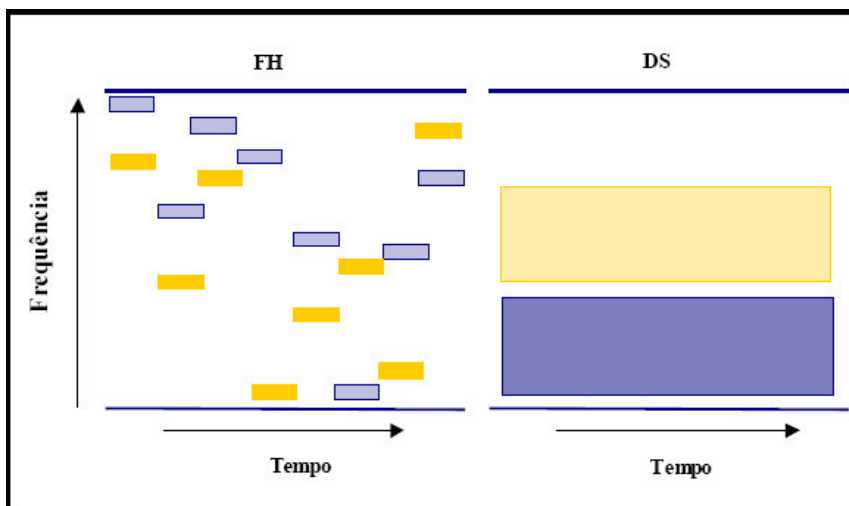 FH
DS
Frequência
Tempo
Tempo